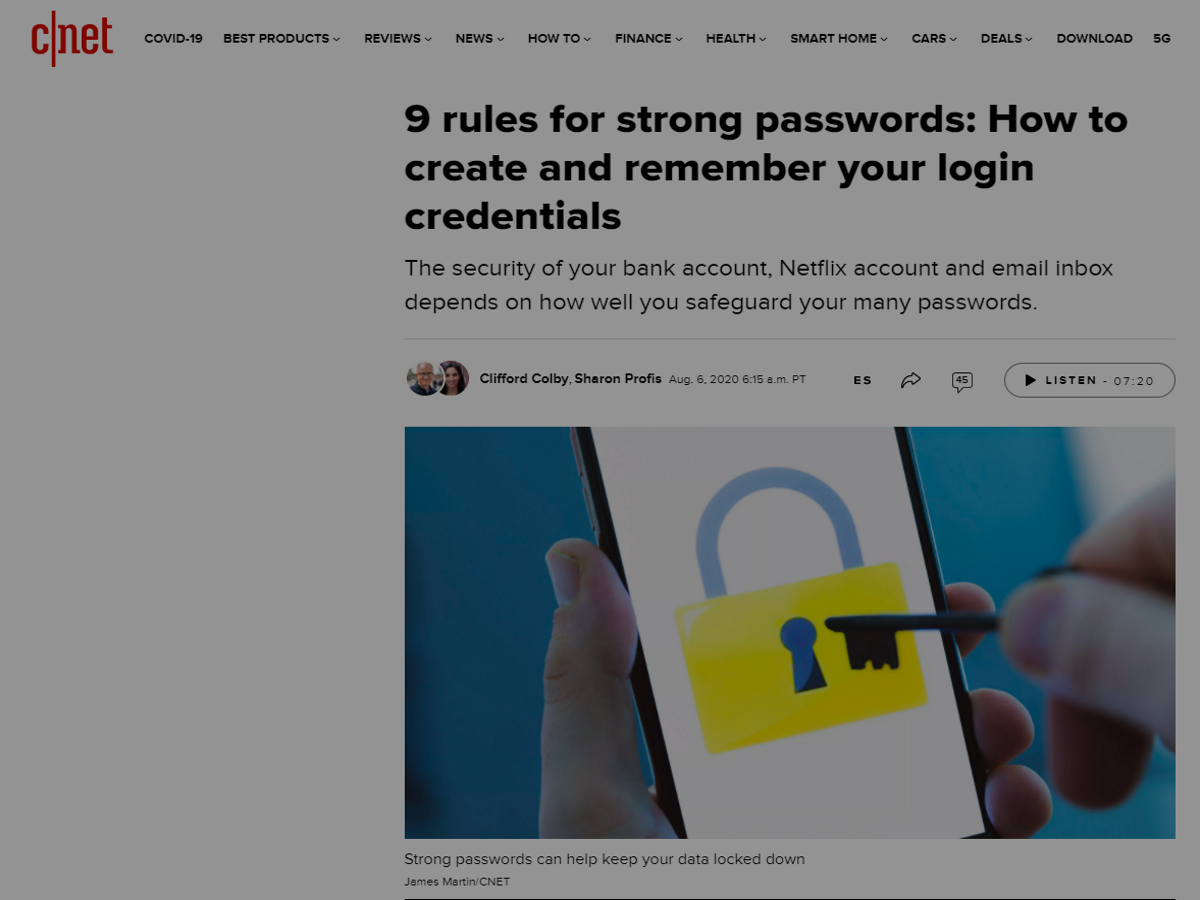 c|net
COVID-19 BEST PRODUCTS REVIEWS NEWS HOW TO FINANCE HEALTH SMART HOME CARS DEALS DOWNLOAD 5G
9 rules for strong passwords: How to
create and remember your login
credentials
The security of your bank account, Netflix account and email inbox
depends on how well you safeguard your many passwords.
Clifford Colby, Sharon Profis Aug. 6, 2020 6:15 a.m. PT ES 45 LISTEN - 07:20
Strong passwords can help keep your data locked down
James Martin/CNET